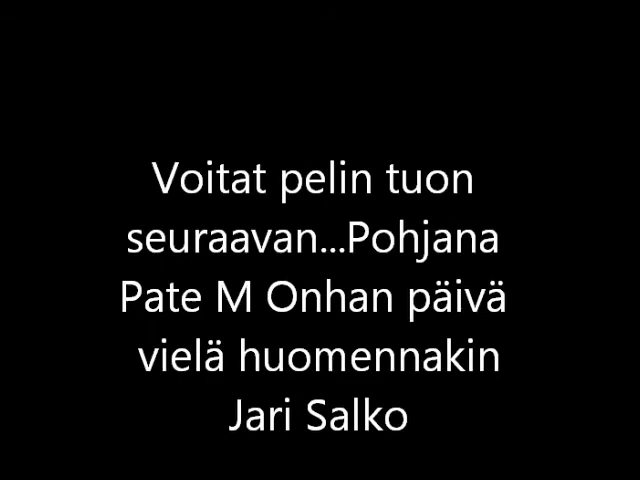 Voitat pelin tuon
seuraavan...Pohjana
Pate M Onhan päivä
vielä huomennakin
Jari Salko